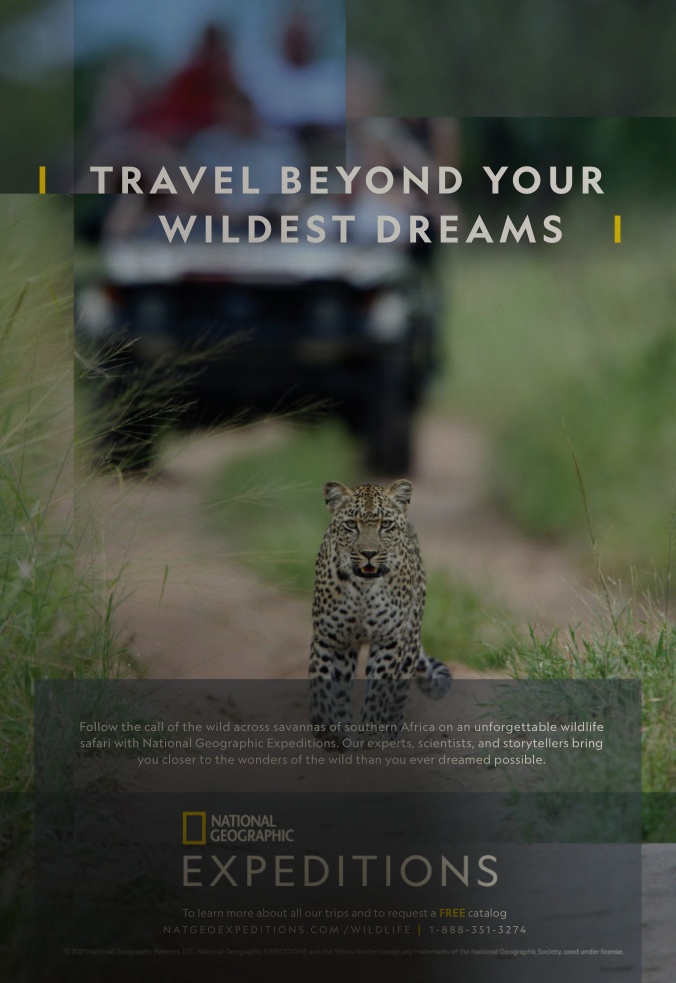 TRAVEL BEYOND YOUR
WILDEST DREAMS
Follow the call of the wild across savannas of southern Africa on an unforgettable wildlife
safari with National Geographic Expeditions. Our experts, scientists, and storytellers bring
you closer to the wonders of the wild than you ever dreamed possible.
NATIONAL
GEOGRAPHIC
EXPEDITIONS
To learn more about all our trips and to request a FREE catalog
NATGEOEXPEDITIONS.COM/WILDLIFE | 1-888-351-3274
© 2021 National Geographic Partners, LLC. National Geographic EXPEDITIONS and the Yellow Border Design are trademarks of the National Geographic Society, used under license.